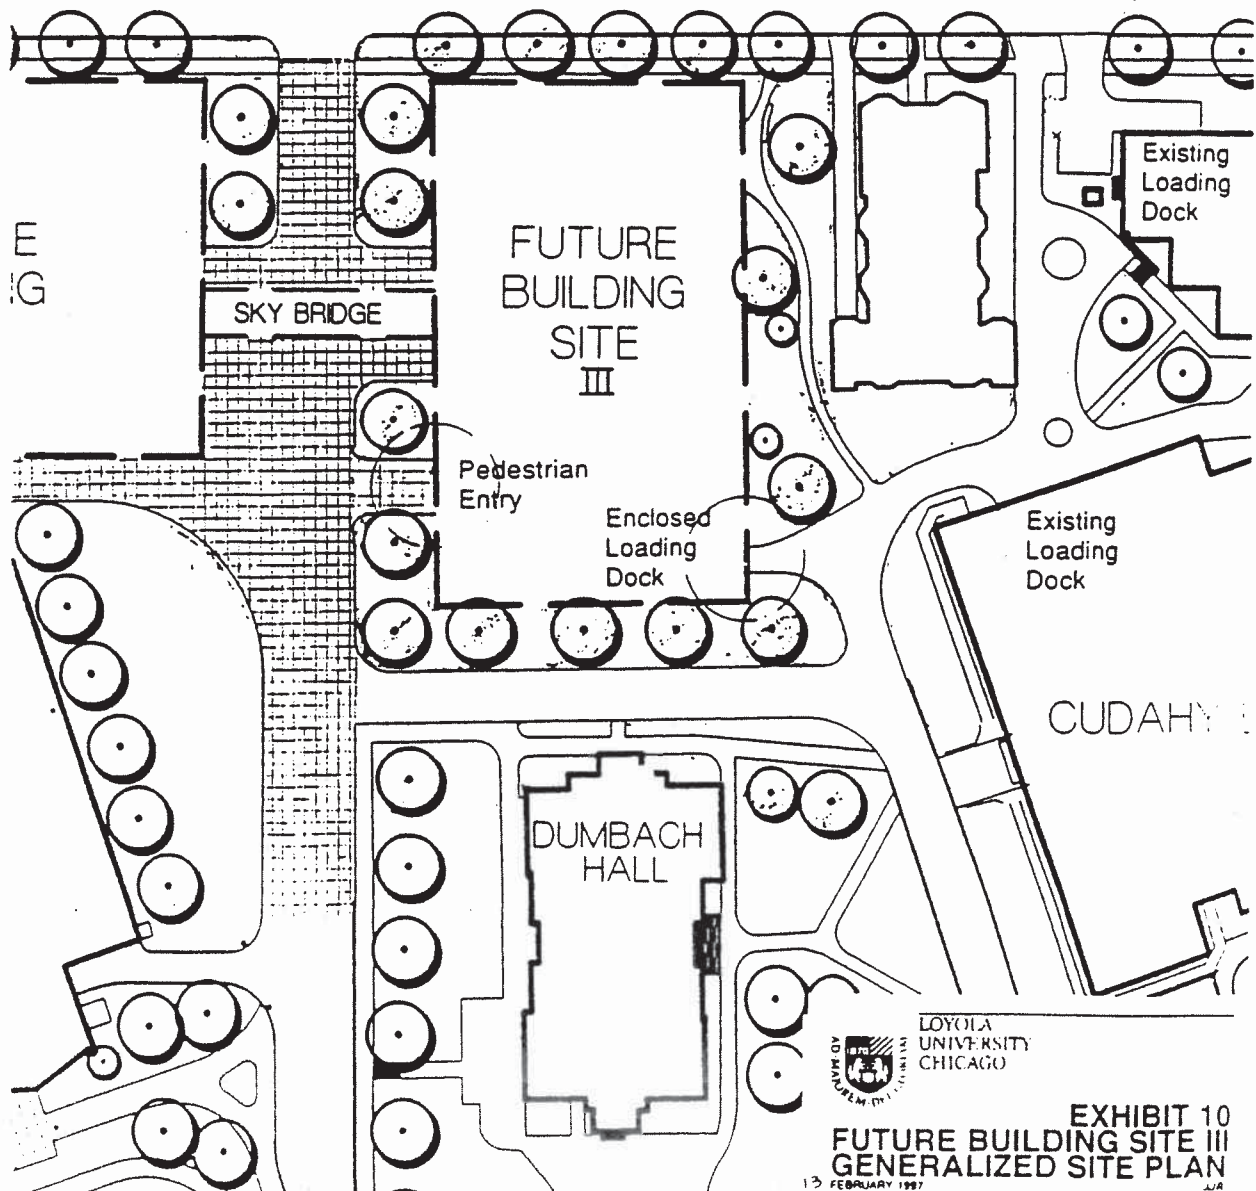 E
G
SKY BRIDGE
FUTURE
BUILDING
SITE
III
Existing
Loading
Dock
Pedestrian
Entry
Enclosed
Loading
Dock
Existing
Loading
Dock
CUDAHY
DUMBACH
HALL
LOYOLA
UNIVERSITY
CHICAGO
EXHIBIT 10
FUTURE BUILDING SITE III
GENERALIZED SITE PLAN
13 FEBRUARY 1997